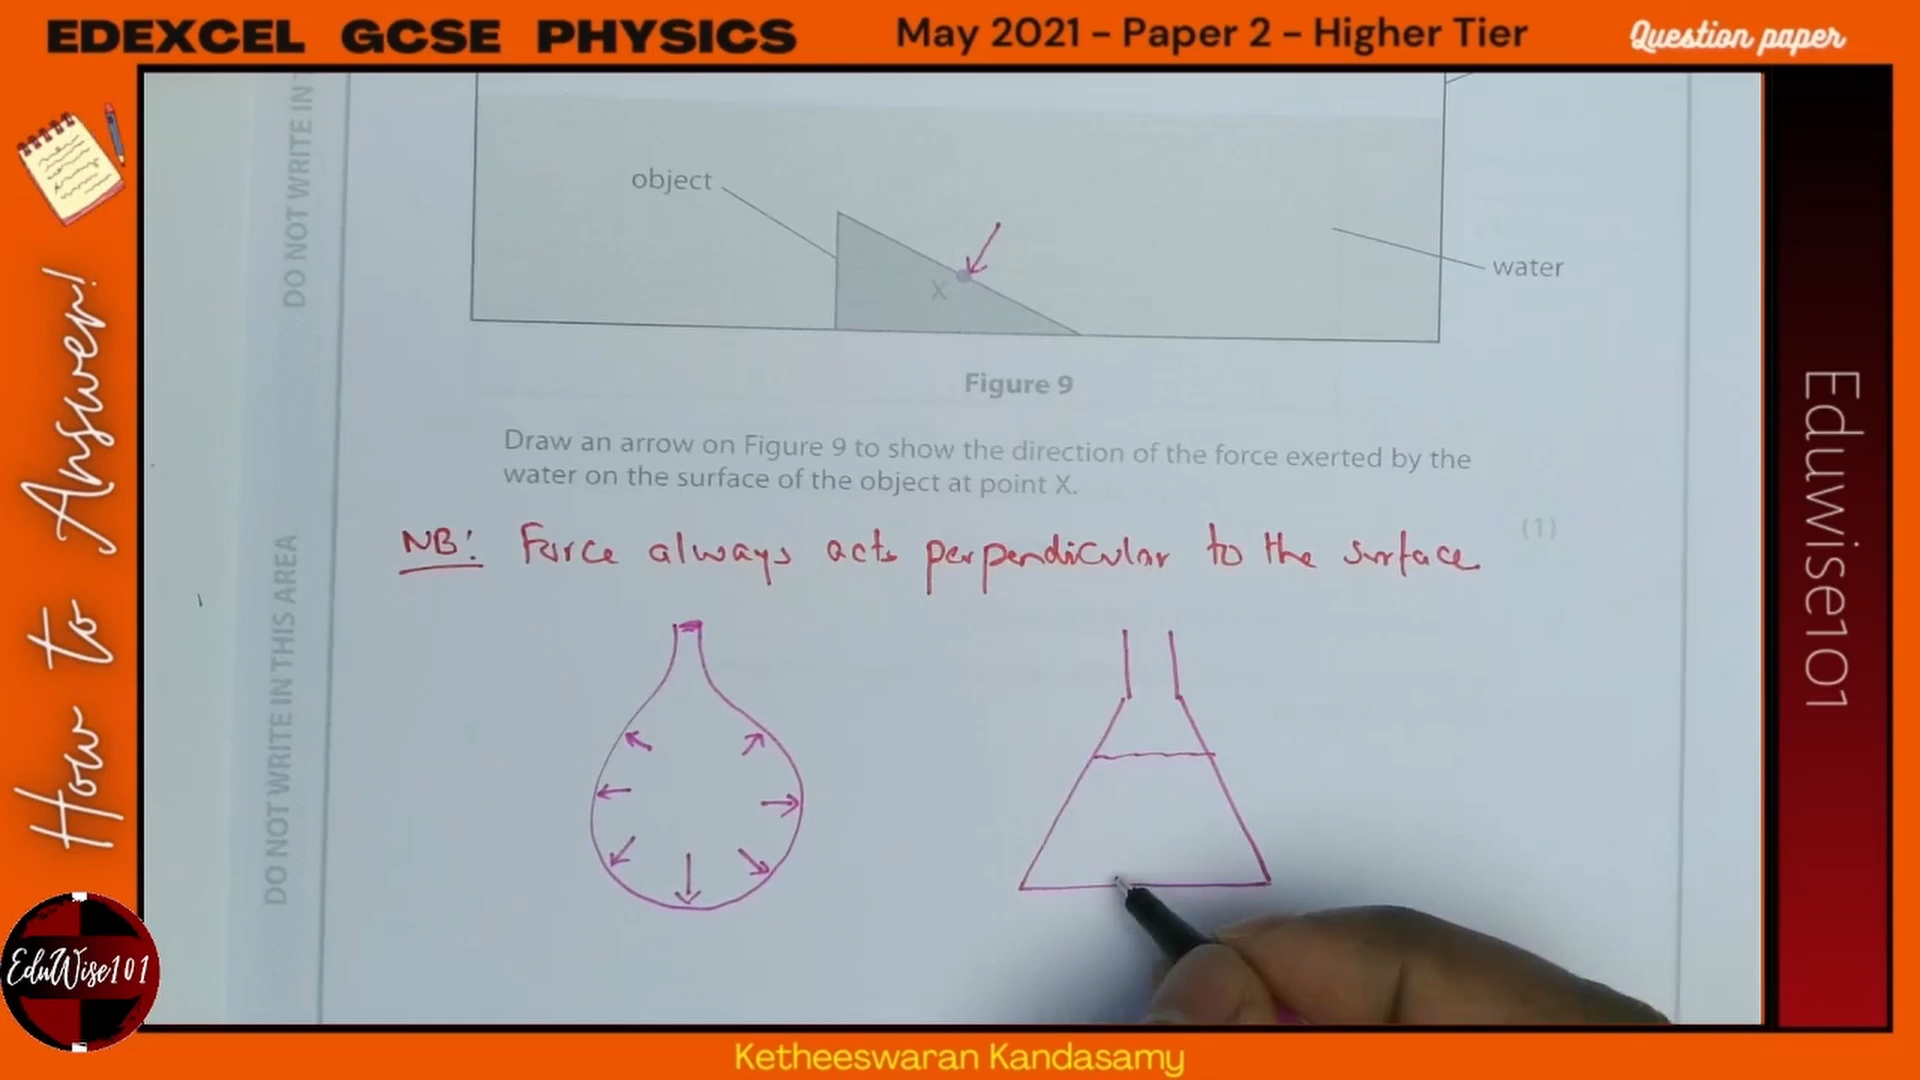 EDEXCEL GCSE PHYSICS
May 2021 – Paper 2 – Higher Tier
Question paper
How to Answer!
DO NOT WRITE IN
DO NOT WRITE IN THIS AREA
object
X
water
Figure 9
Draw an arrow on Figure 9 to show the direction of the force exerted by the
water on the surface of the object at point X.
(1)
NB: Force always acts perpendicular to the surface
Eduwise101
EduWise101
Ketheeswaran Kandasamy